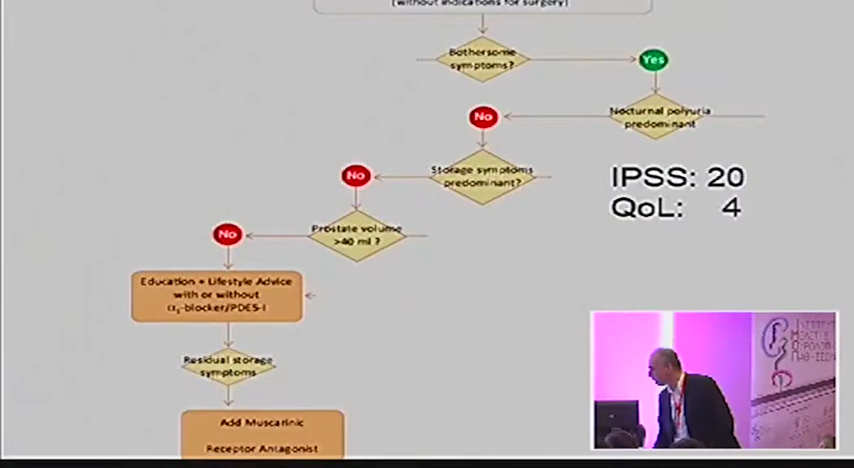 (without indications for surgery)
Bothersome
symptoms?
Yes
Nocturnal polyuria
predominant
No
Storage symptoms
predominant?
No
IPSS: 20
QoL: 4
Prostate volume
>40 ml ?
No
Education + Lifestyle Advice
with or without
α₁-blocker/PDE5-I
Residual storage
symptoms
Add Muscarinic
Receptor Antagonist